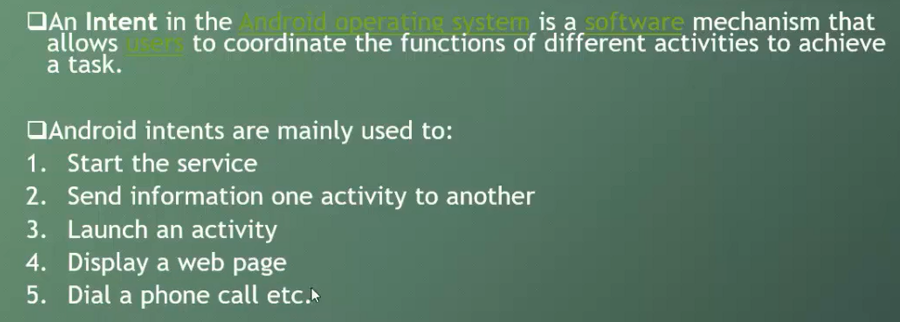 ❑An Intent in the Android operating system is a software mechanism that
allows users to coordinate the functions of different activities to achieve
a task.
❑Android intents are mainly used to:
1. Start the service
2. Send information one activity to another
3. Launch an activity
4. Display a web page
5. Dial a phone call etc.